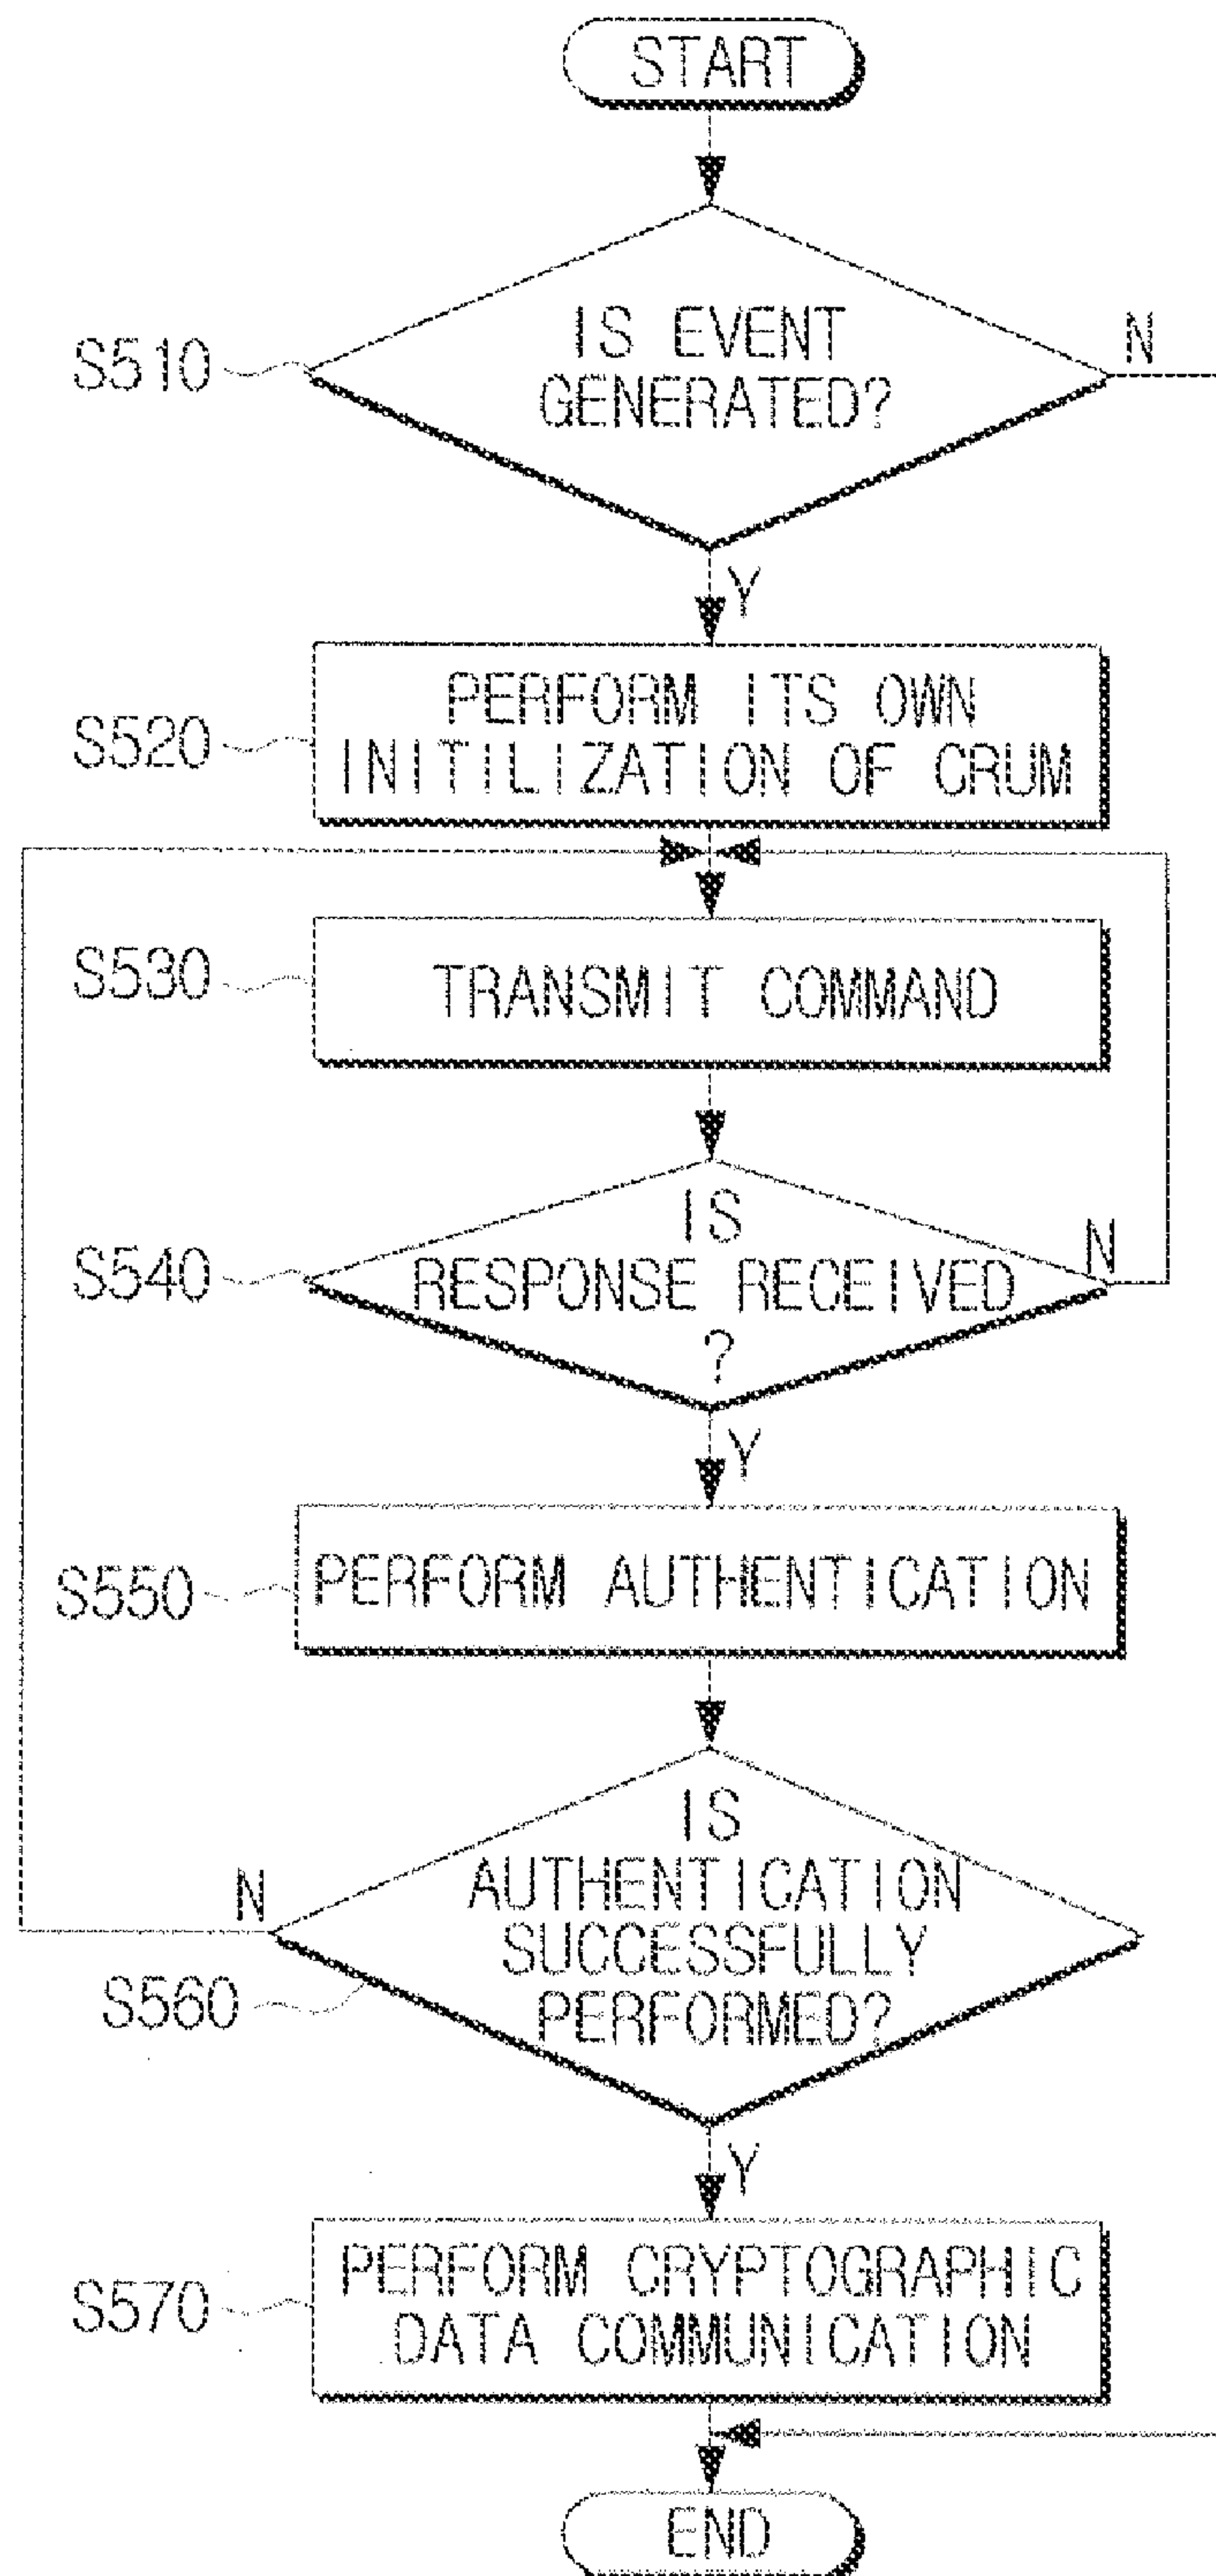 START
IS EVENT
GENERATED?
S510
N
Y
PERFORM ITS OWN
INITILIZATION OF CRUM
S520
S530
TRANSMIT COMMAND
IS
RESPONSE RECEIVED
?
S540
N
Y
S550
PERFORM AUTHENTICATION
IS
AUTHENTICATION
SUCCESSFULLY
PERFORMED?
N
S560
Y
PERFORM CRYPTOGRAPHIC
DATA COMMUNICATION
S570
END